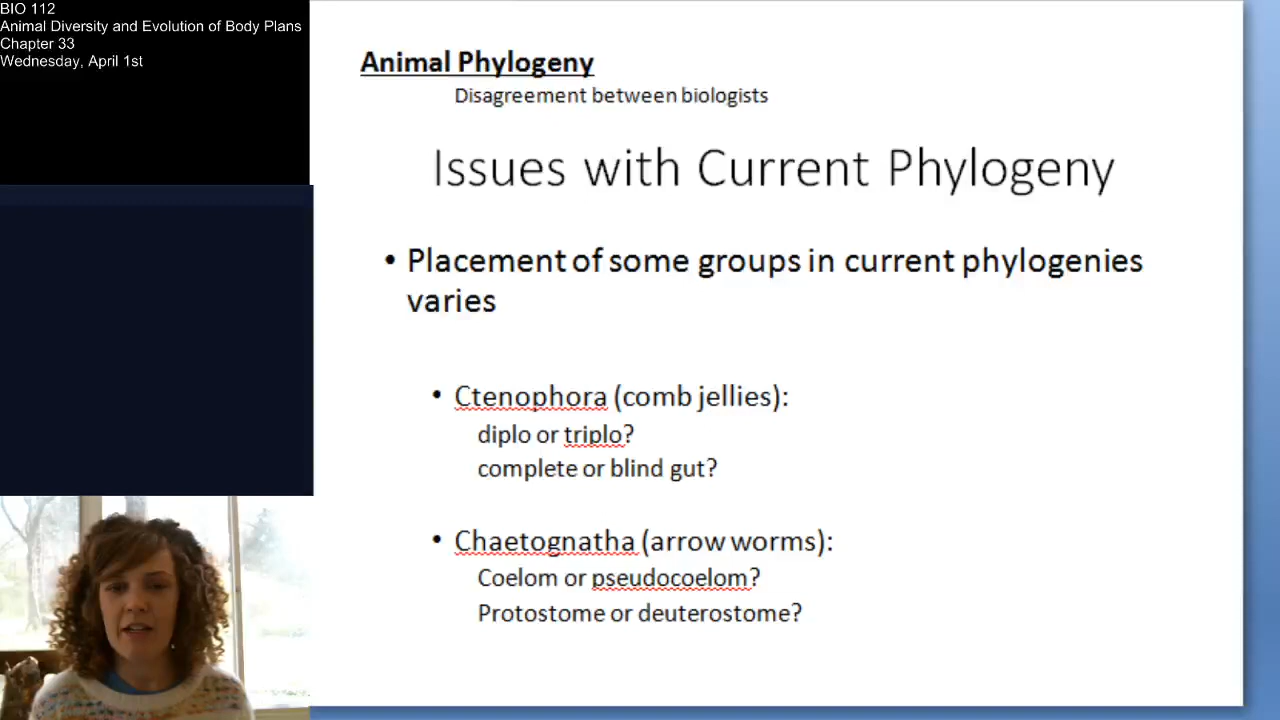 BIO 112
Animal Diversity and Evolution of Body Plans
Chapter 33
Wednesday, April 1st
Animal Phylogeny
Disagreement between biologists
Issues with Current Phylogeny
• Placement of some groups in current phylogenies
varies
• Ctenophora (comb jellies):
diplo or triplo?
complete or blind gut?
• Chaetognatha (arrow worms):
Coelom or pseudocoelom?
Protostome or deuterostome?